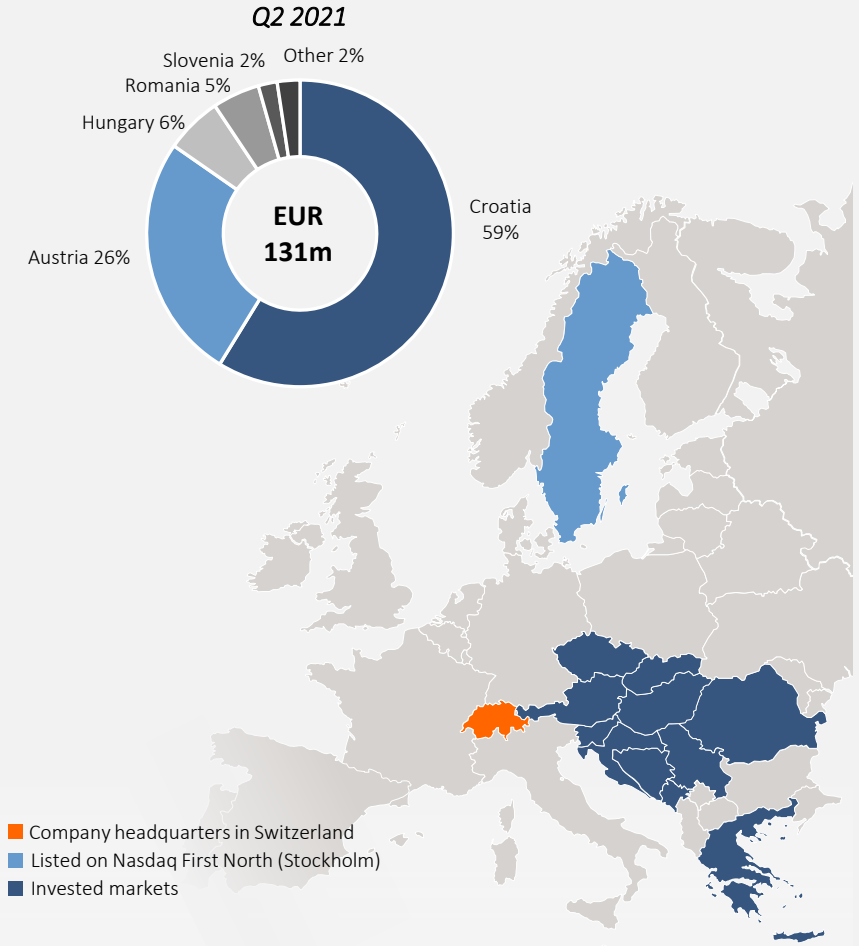 Q2 2021
Slovenia 2%
Other 2%
Romania 5%
Hungary 6%
EUR
131m
Croatia
59%
Austria 26%
Company headquarters in Switzerland
Listed on Nasdaq First North (Stockholm)
Invested markets